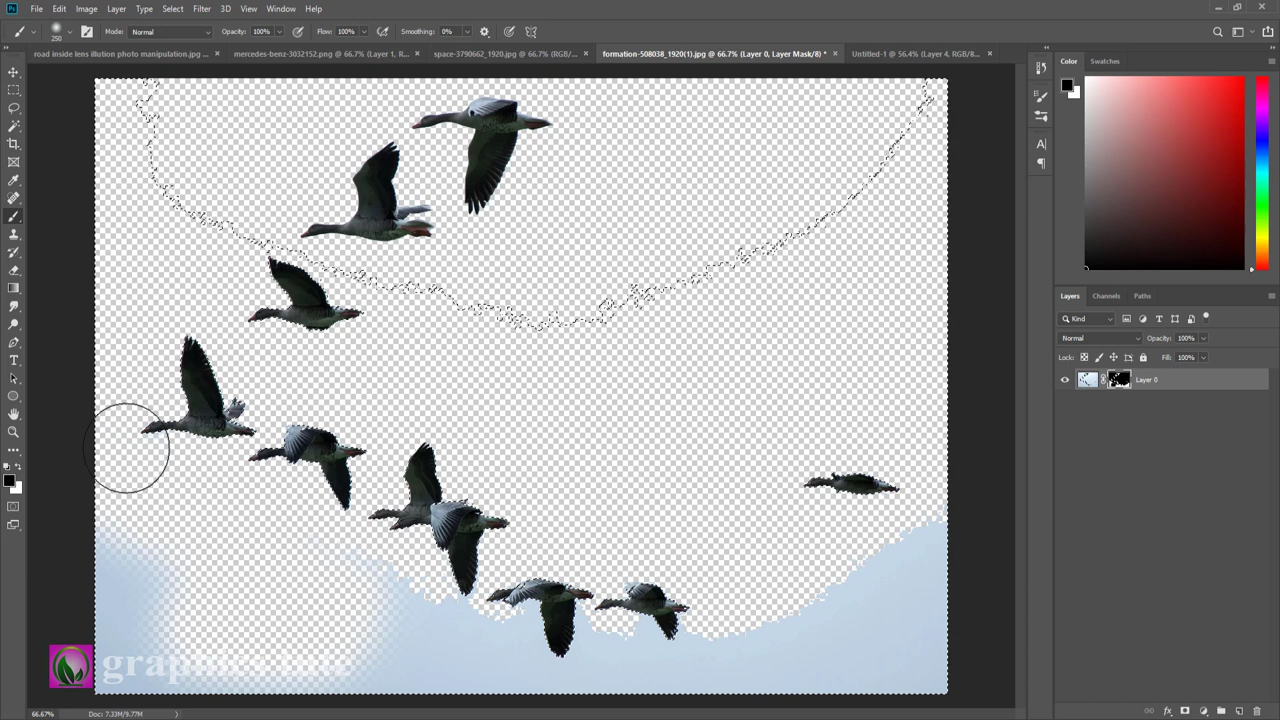 Ps File Edit Image Layer Type Select Filter 3D View Window Help
250 Mode: Normal Opacity: 100% Flow: 100% Smoothing: 0%
road inside lens illution photo manipulation.jpg ... × mercedes-benz-3032152.png @ 66.7% (Layer 1, R... × space-3790662_1920.jpg @ 66.7% (RGB/... × formation-508038_1920(1).jpg @ 66.7% (Layer 0, Layer Mask/8) * × Untitled-1 @ 56.4% (Layer 4, RGB/8... ×
Color Swatches
Layers Channels Paths
Kind
Normal Opacity: 100%
Lock: Fill: 100%
Layer 0
66.67% Doc: 7.33M/9.77M